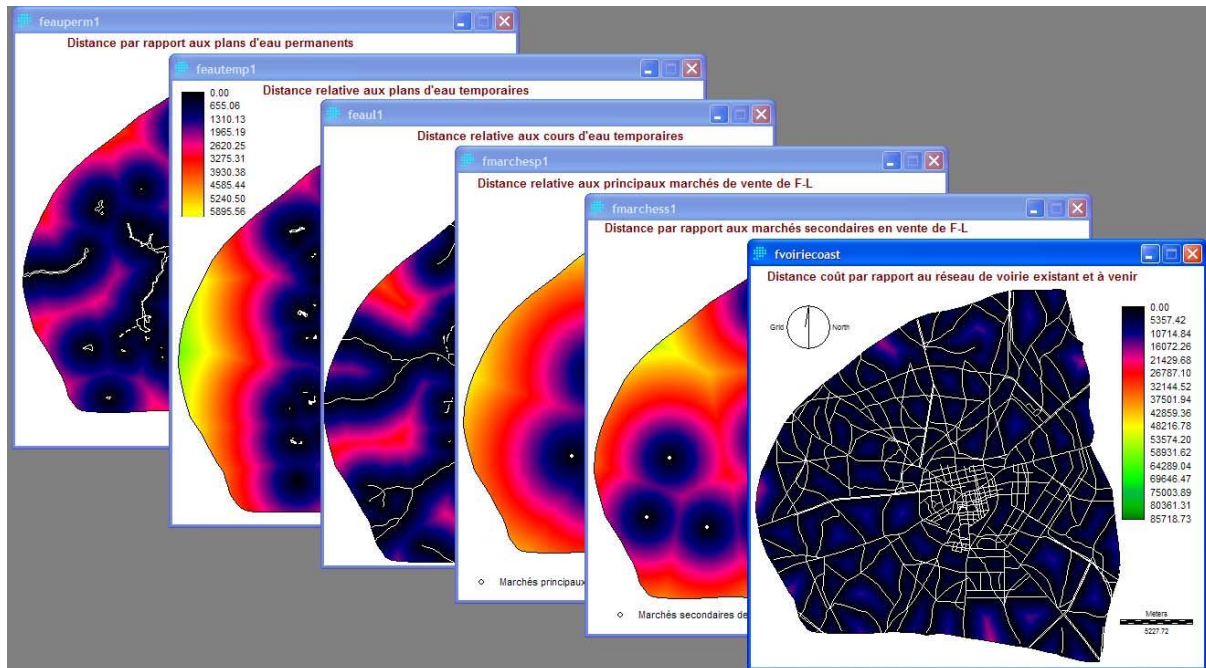 feauperm1
Distance par rapport aux plans d'eau permanents
feautemp1
Distance relative aux plans d'eau temporaires
0.00
655.06
1310.13
1965.19
2620.25
3275.31
3930.38
4585.44
5240.50
5895.56
feaul1
Distance relative aux cours d'eau temporaires
fmarchesp1
Distance relative aux principaux marchés de vente de F-L
Marchés principaux
fmarchess1
Distance par rapport aux marchés secondaires en vente de F-L
Marchés secondaires de
fvoiriecoast
Distance coût par rapport au réseau de voirie existant et à venir
Grid
North
0.00
5357.42
10714.84
16072.26
21429.68
26787.10
32144.52
37501.94
42859.36
48216.78
53574.20
58931.62
64289.04
69646.47
75003.89
80361.31
85718.73
Meters
5227.72